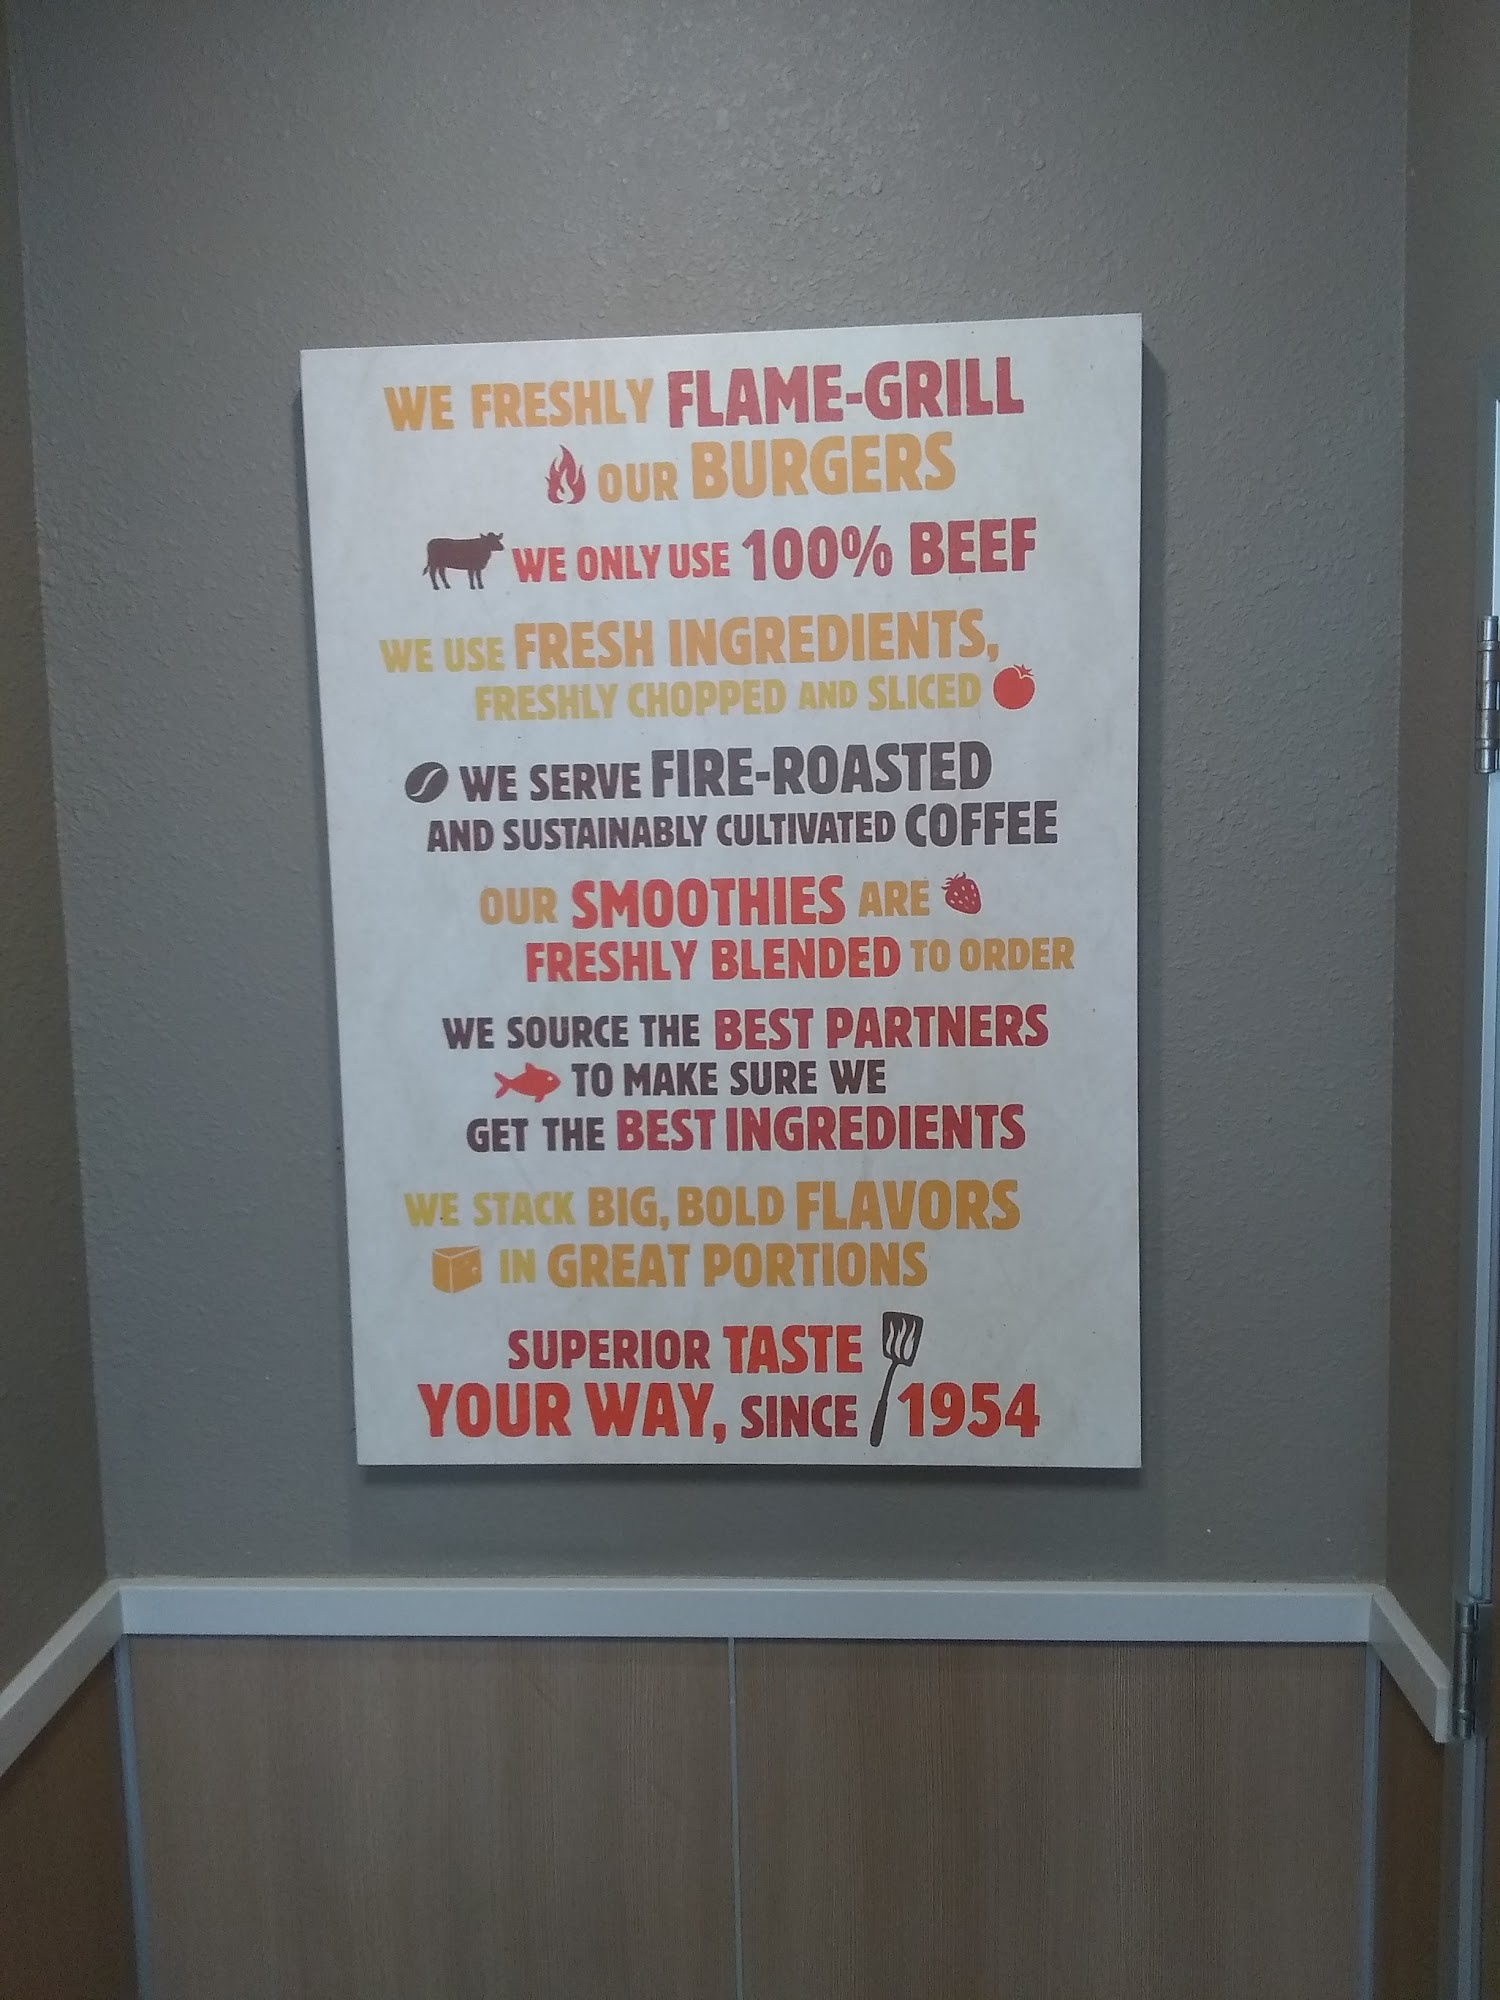 WE FRESHLY FLAME-GRILL
OUR BURGERS
WE ONLY USE 100% BEEF
WE USE FRESH INGREDIENTS,
FRESHLY CHOPPED AND SLICED
WE SERVE FIRE-ROASTED
AND SUSTAINABLY CULTIVATED COFFEE
OUR SMOOTHIES ARE
FRESHLY BLENDED TO ORDER
WE SOURCE THE BEST PARTNERS
TO MAKE SURE WE
GET THE BEST INGREDIENTS
WE STACK BIG, BOLD FLAVORS
IN GREAT PORTIONS
SUPERIOR TASTE
YOUR WAY, SINCE 1954